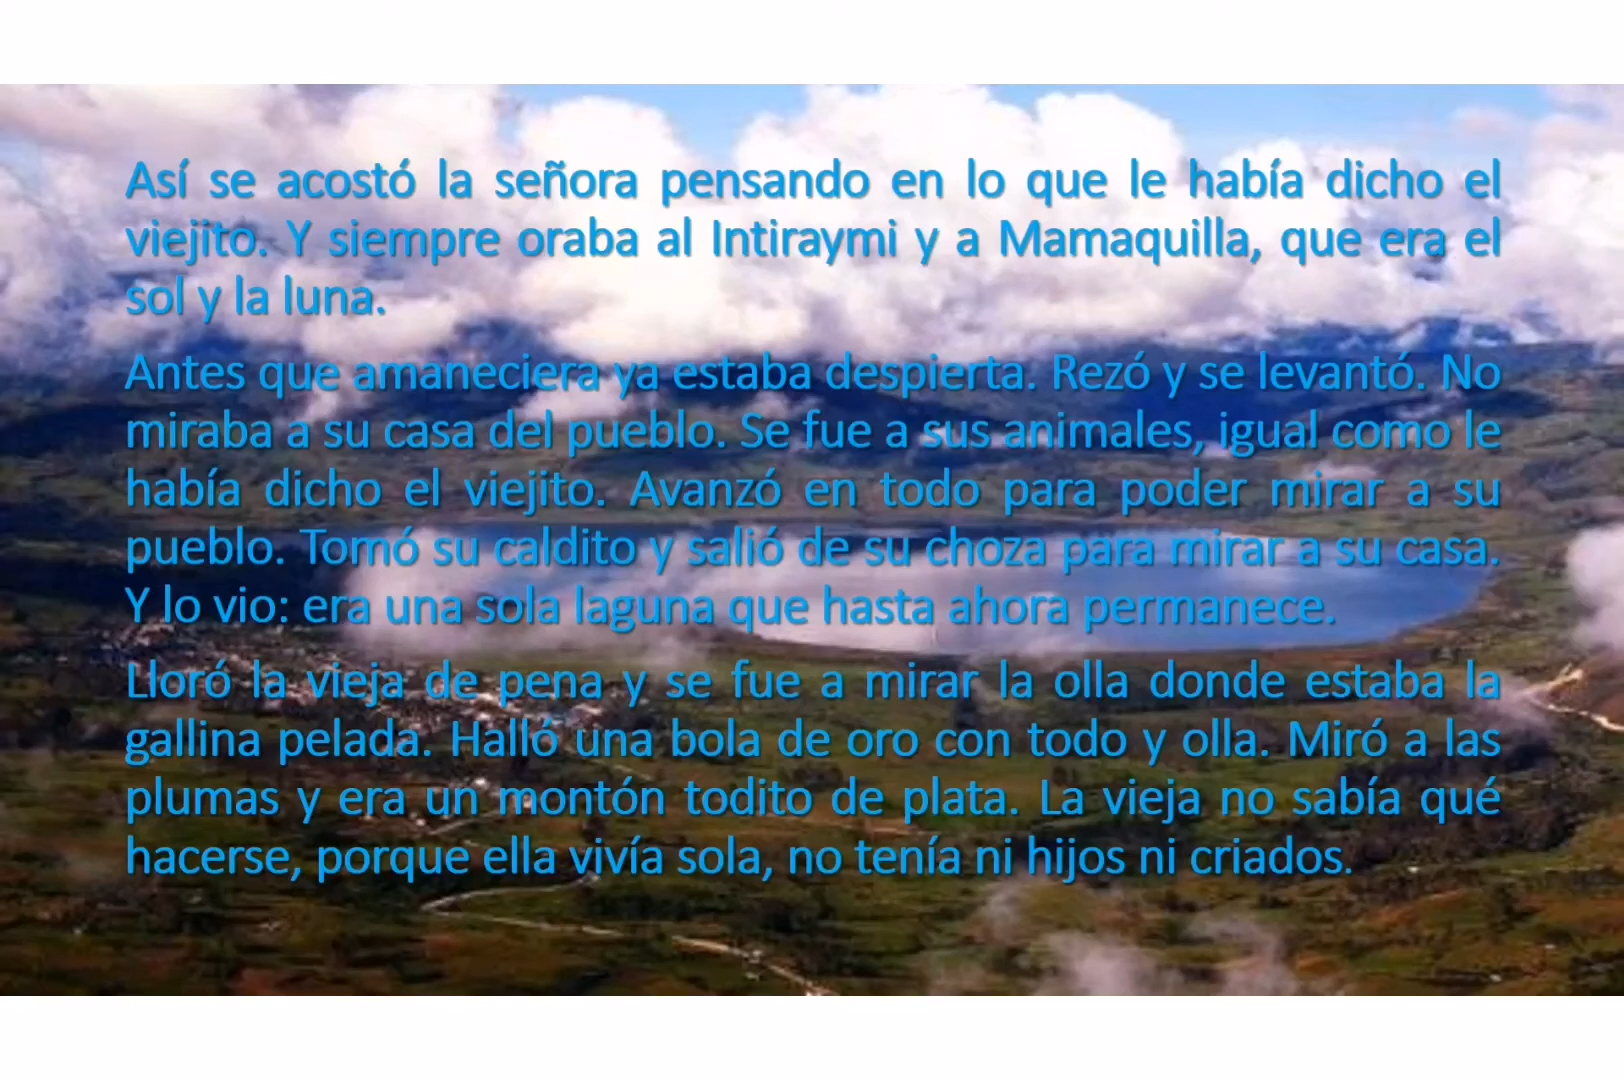 Así se acostó la señora pensando en lo que le había dicho el
viejito. Y siempre oraba al Intiraymi y a Mamaquilla, que era el
sol y la luna.
Antes que amaneciera ya estaba despierta. Rezó y se levantó. No
miraba a su casa del pueblo. Se fue a sus animales, igual como le
había dicho el viejito. Avanzó en todo para poder mirar a su
pueblo. Tomó su caldito y salió de su choza para mirar a su casa.
Y lo vio: era una sola laguna que hasta ahora permanece.
Lloró la vieja de pena y se fue a mirar la olla donde estaba la
gallina pelada. Halló una bola de oro con todo y olla. Miró a las
plumas y era un montón todito de plata. La vieja no sabía qué
hacerse, porque ella vivía sola, no tenía ni hijos ni criados.